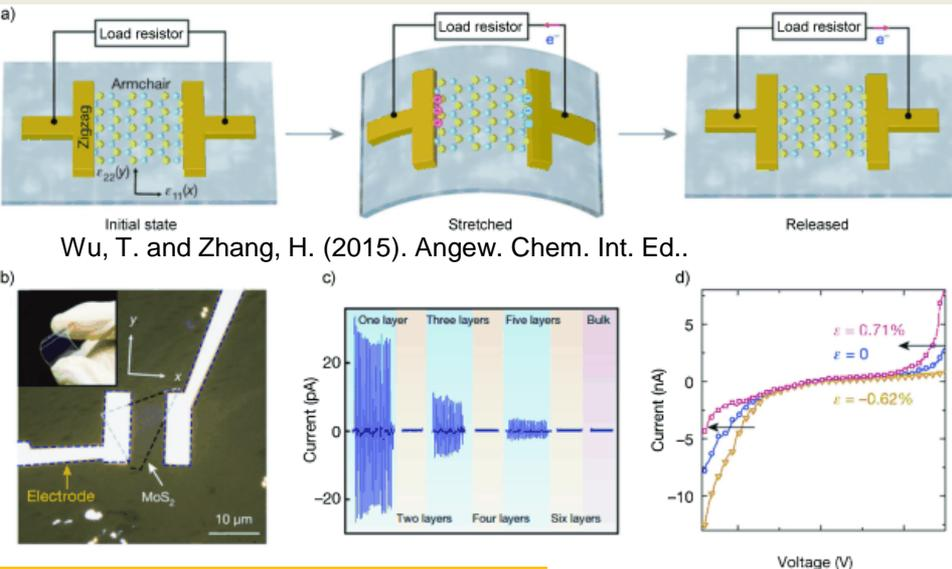 a)
Load resistor
Load resistor
e⁻
Load resistor
e⁻
Armchair
Zigzag
ε₂₂(y)
ε₁₁(x)
Initial state
Stretched
Released
Wu, T. and Zhang, H. (2015). Angew. Chem. Int. Ed..
b)
y
x
Electrode
MoS₂
10 μm
c)
Current (pA)
20
0
−20
One layer
Three layers
Five layers
Bulk
Two layers
Four layers
Six layers
d)
Current (nA)
5
0
−5
−10
ε = 0.71%
ε = 0
ε = −0.62%
Voltage (V)